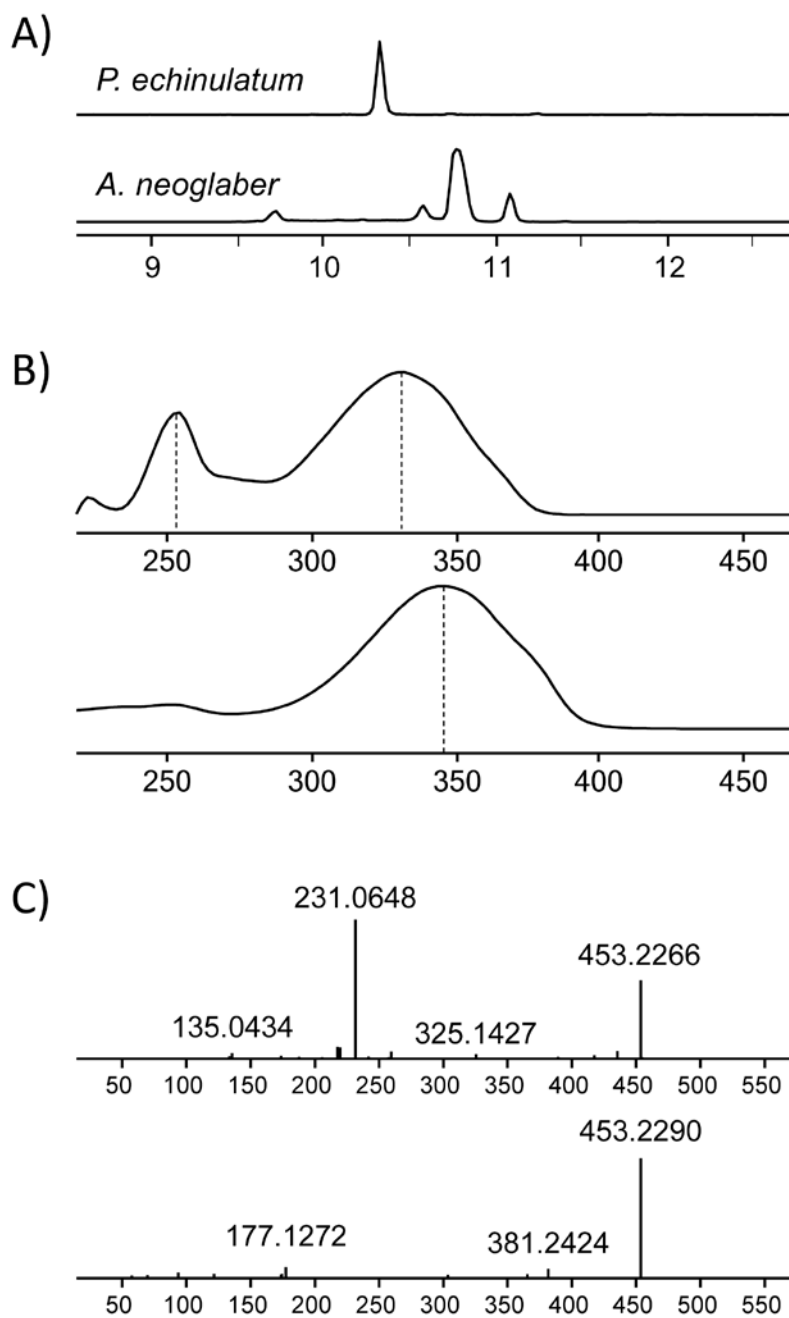 A)
P. echinulatum
A. neoglaber
9 10 11 12
B)
250 300 350 400 450
250 300 350 400 450
C)
231.0648
453.2266
135.0434 325.1427
50 100 150 200 250 300 350 400 450 500 550
453.2290
177.1272 381.2424
50 100 150 200 250 300 350 400 450 500 550